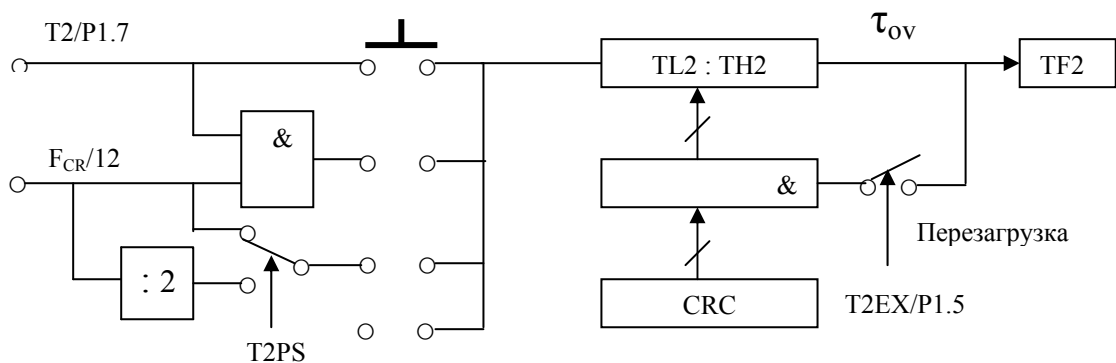 T2/P1.7
τov
TL2 : TH2
TF2
&
FCR/12
&
Перезагрузка
: 2
CRC
T2EX/P1.5
T2PS